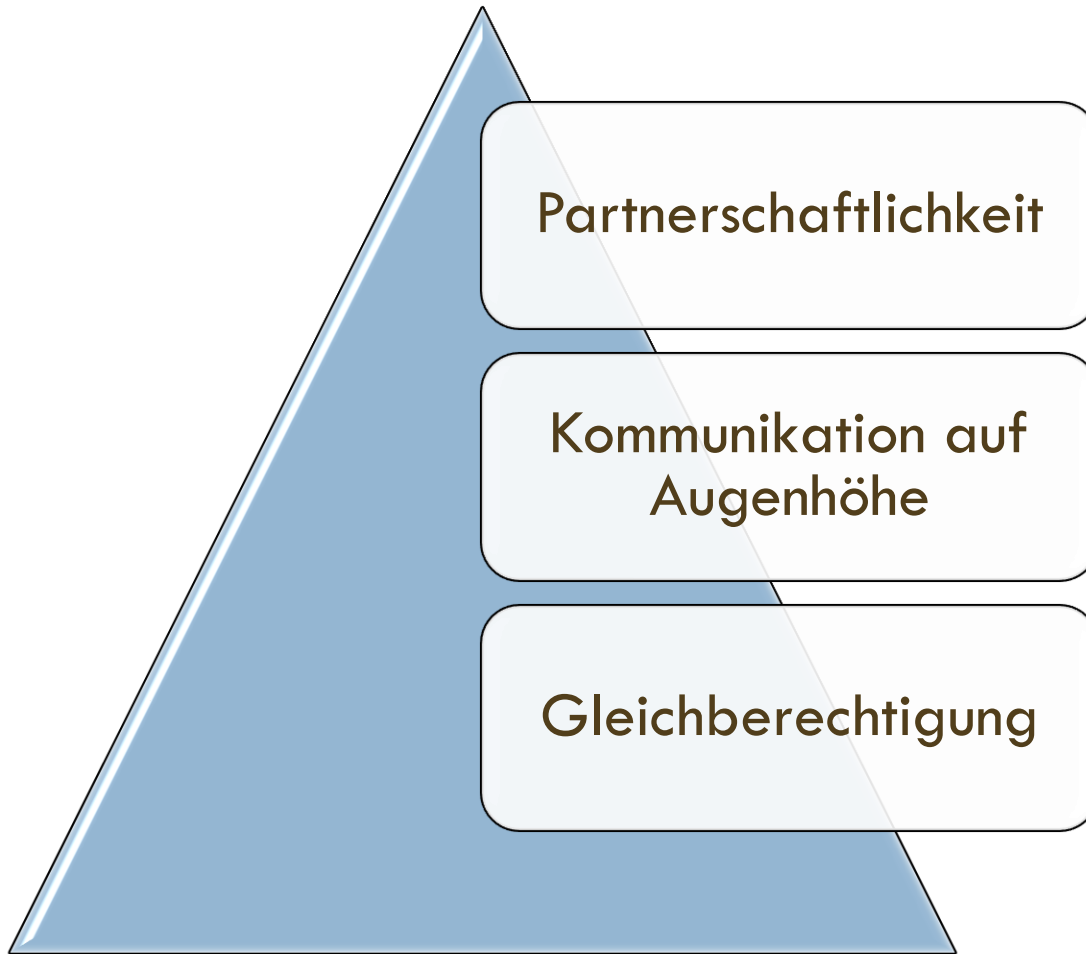 Partnerschaftlichkeit
Kommunikation auf
Augenhöhe
Gleichberechtigung